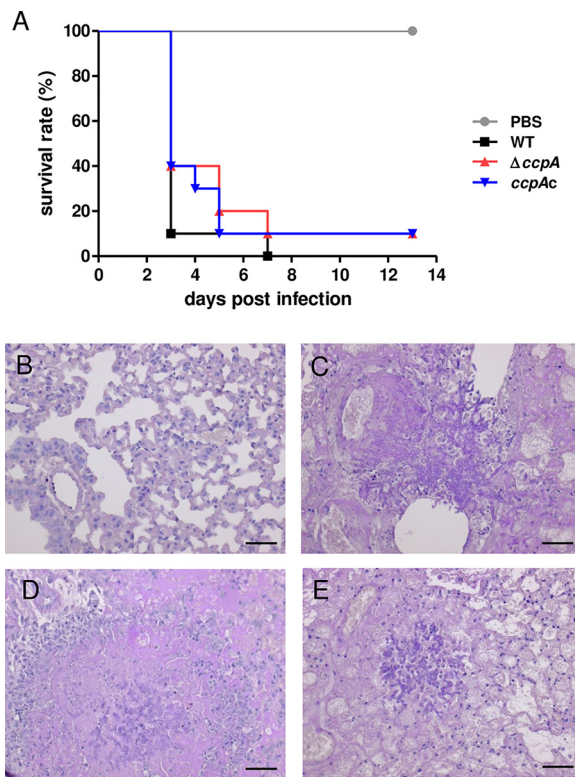 A
100
80
60
40
20
0
survival rate (%)
0 2 4 6 8 10 12 14
days post infection
PBS
WT
ΔccpA
ccpAc
B
C
D
E